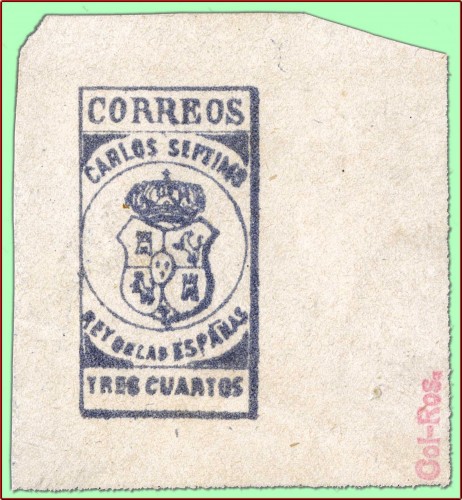 CORREOS
CARLOS SEPTIMO
REY DE LAS ESPAÑAS
TRES CUARTOS
Col-Ros.